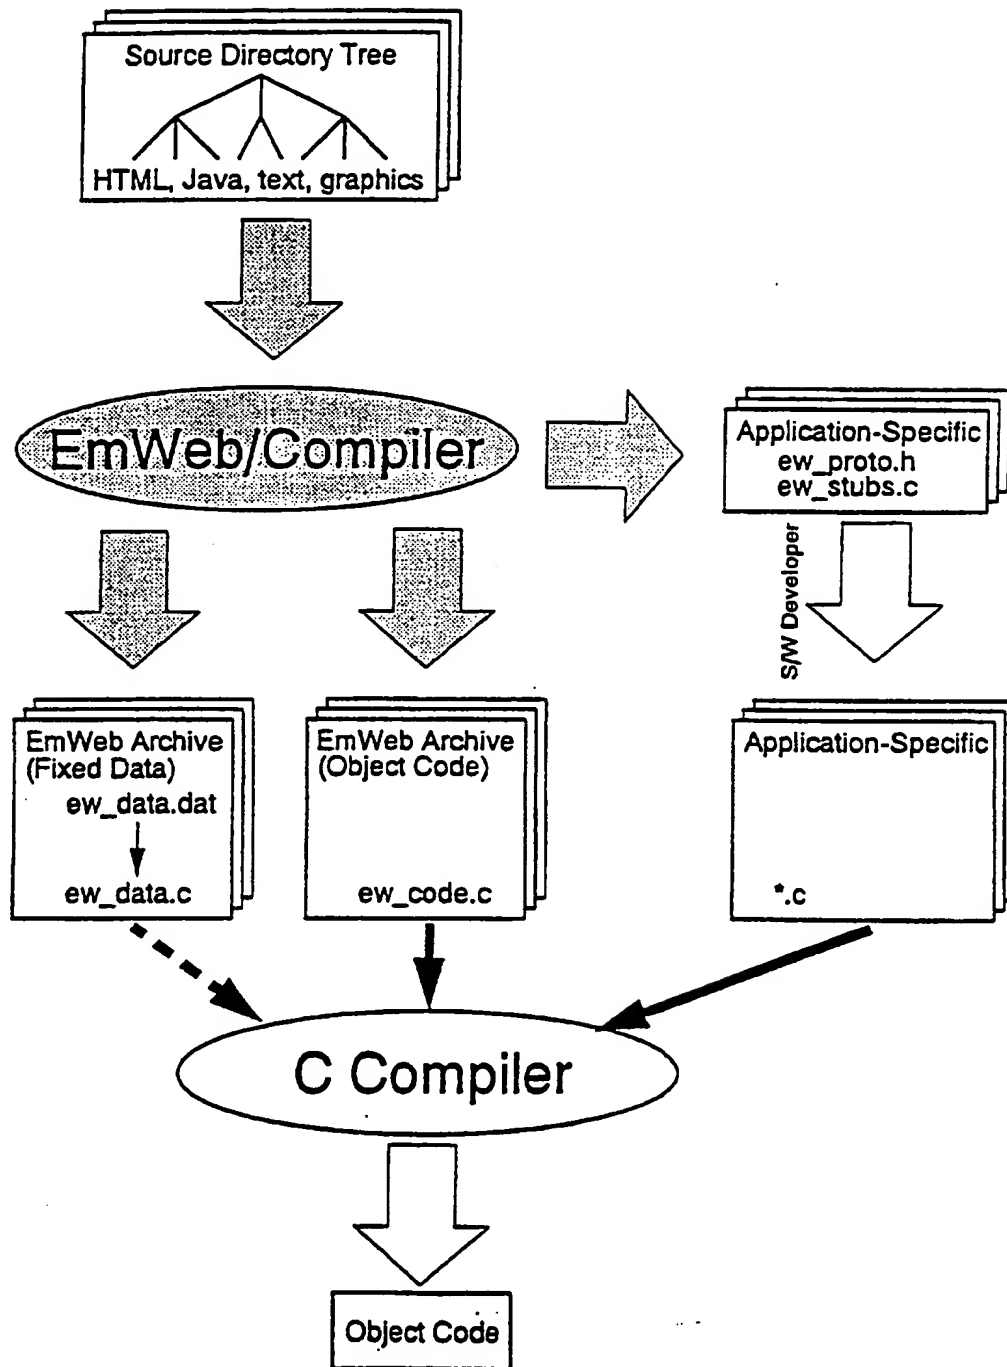 Source Directory Tree
HTML, Java, text, graphics
EmWeb/Compiler
Application-Specific
ew_proto.h
ew_stubs.c
S/W Developer
EmWeb Archive
(Fixed Data)
ew_data.dat
ew_data.c
EmWeb Archive
(Object Code)
ew_code.c
Application-Specific
*.c
C Compiler
Object Code